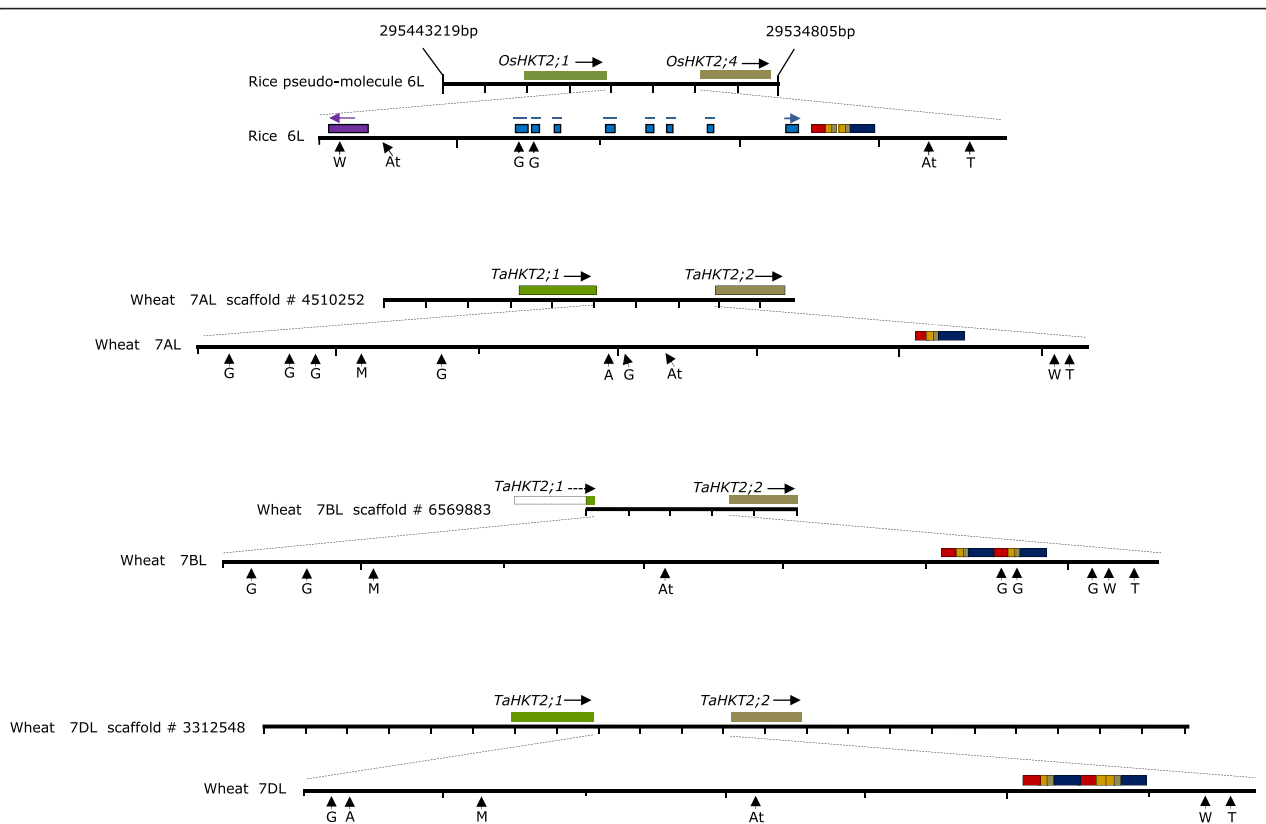 295443219bp 29534805bp
OsHKT2;1 OsHKT2;4
Rice pseudo-molecule 6L
Rice 6L
W At G G At T
TaHKT2;1 TaHKT2;2
Wheat 7AL scaffold # 4510252
Wheat 7AL
G G G M G A G At W T
TaHKT2;1 TaHKT2;2
Wheat 7BL scaffold # 6569883
Wheat 7BL
G G M At G G G W T
TaHKT2;1 TaHKT2;2
Wheat 7DL scaffold # 3312548
Wheat 7DL
G A M At W T